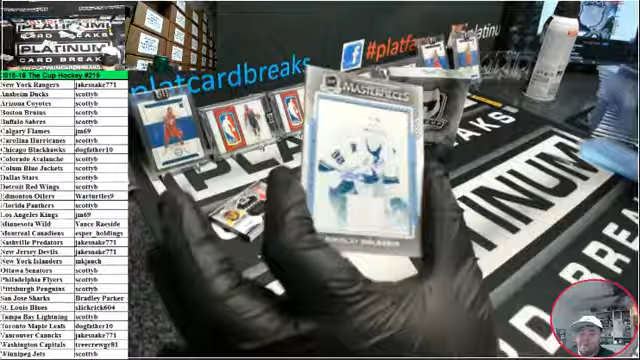 PLATINUM
CARD BREAK
PLATINUM
CARD BREAKS
2015-16 The Cup Hockey #219
New York Rangers jakesnake771
Anaheim Ducks scottyb
Arizona Coyotes scottyb
Boston Bruins scottyb
Buffalo Sabres scottyb
Calgary Flames jm69
Carolina Hurricanes scottyb
Chicago Blackhawks dogfather10
Colorado Avalanche scottyb
Colum Blue Jackets scottyb
Dallas Stars scottyb
Detroit Red Wings scottyb
Edmonton Oilers Warturtles9
Florida Panthers scottyb
Los Angeles Kings jm69
Minnesota Wild Vance Raeside
Montreal Canadiens esper_holdings
Nashville Predators jakesnake771
New Jersey Devils jakesnake771
New York Islanders mkjauch
Ottawa Senators scottyb
Philadelphia Flyers scottyb
Pittsburgh Penguins scottyb
San Jose Sharks Bradley Parker
St. Louis Blues slickrick604
Tampa Bay Lightning scottyb
Toronto Maple Leafs dogfather10
Vancouver Canucks jakesnake771
Washington Capitals treecrewgr81
Winnipeg Jets scottyb
platcardbreaks
MASTERPIECES